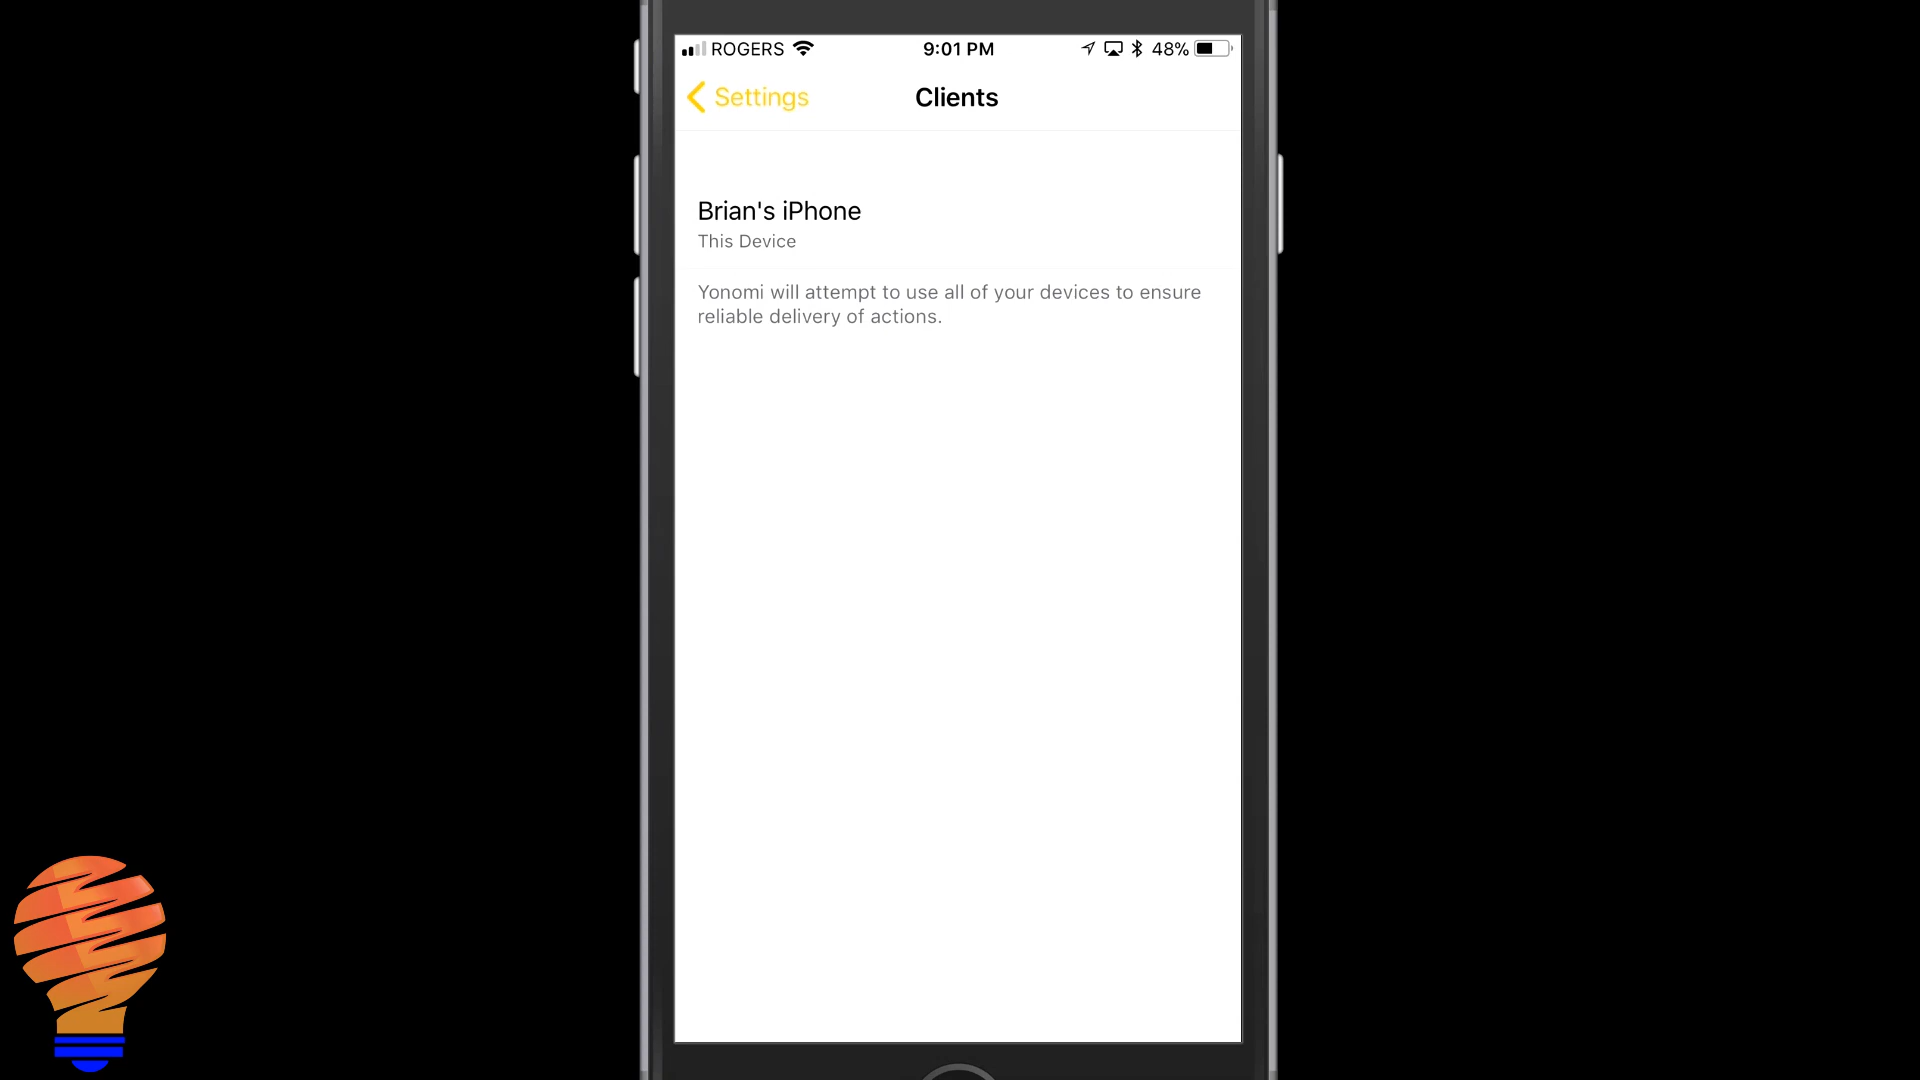 ROGERS 9:01 PM 48%
Settings Clients
Brian's iPhone
This Device
Yonomi will attempt to use all of your devices to ensure
reliable delivery of actions.